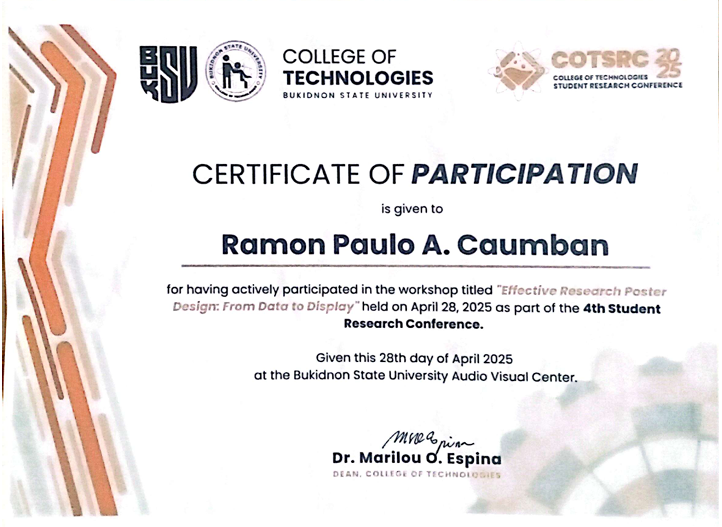 BUKSU
BUKIDNON STATE UNIVERSITY
COLLEGE OF
TECHNOLOGIES
BUKIDNON STATE UNIVERSITY
COTSRC 2025
COLLEGE OF TECHNOLOGIES
STUDENT RESEARCH CONFERENCE
CERTIFICATE OF PARTICIPATION
is given to
Ramon Paulo A. Caumban
for having actively participated in the workshop titled "Effective Research Poster
Design: From Data to Display" held on April 28, 2025 as part of the 4th Student
Research Conference.
Given this 28th day of April 2025
at the Bukidnon State University Audio Visual Center.
Dr. Marilou O. Espina
DEAN, COLLEGE OF TECHNOLOGIES